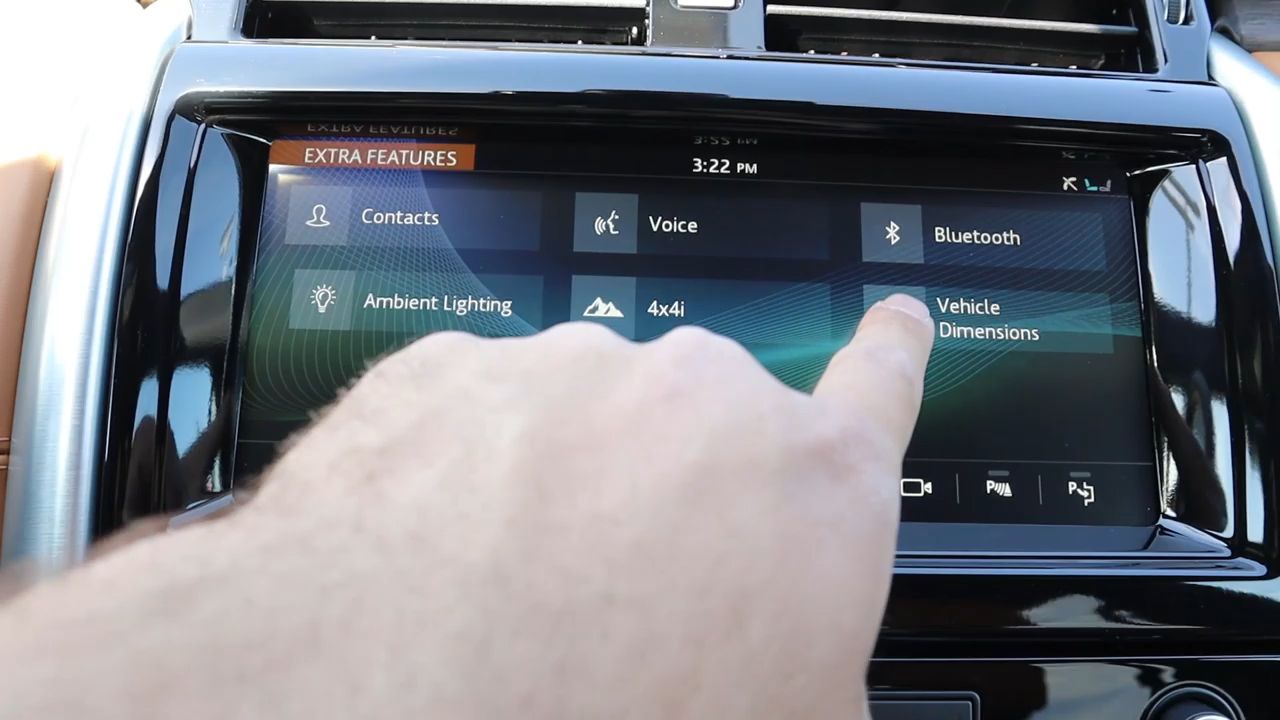 EXTRA FEATURES
3:22 PM
Contacts
Voice
Bluetooth
Ambient Lighting
4x4i
Vehicle
Dimensions
P
P